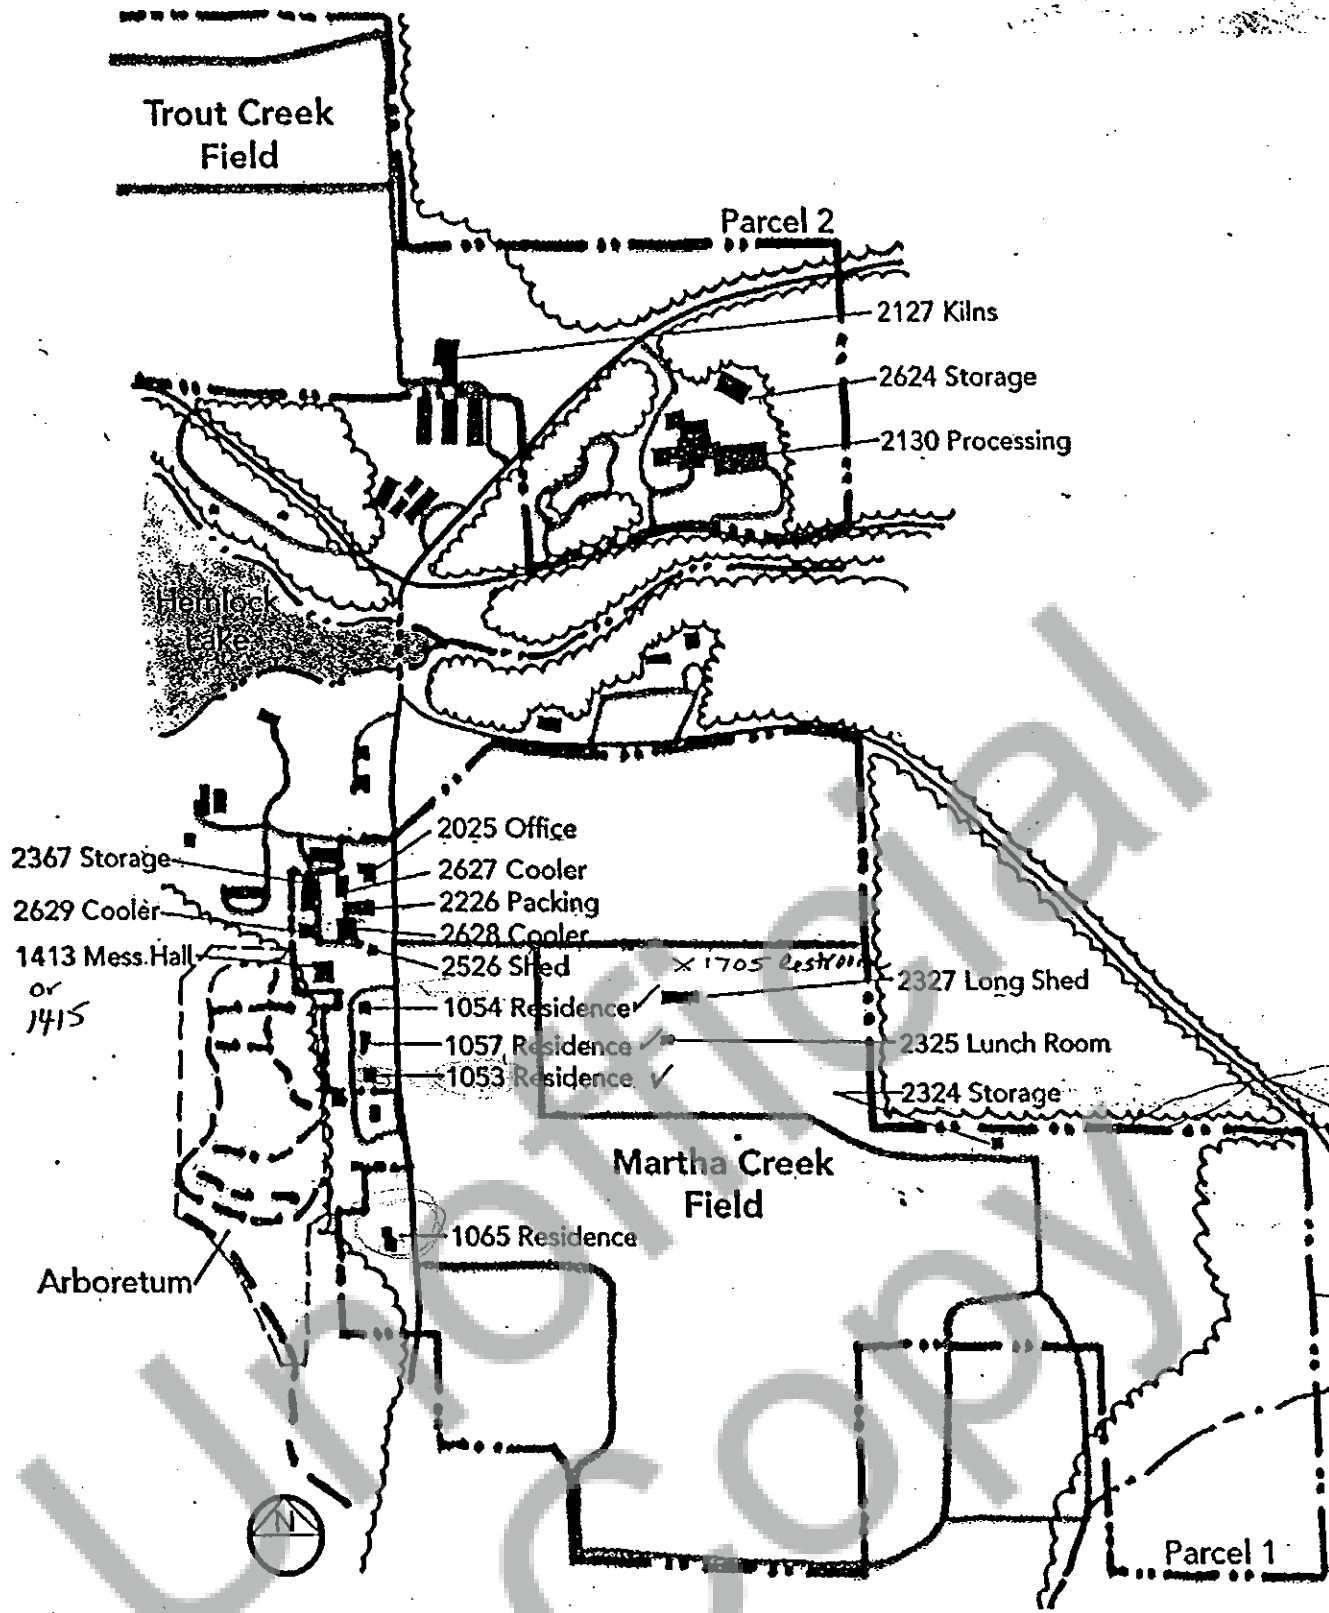 Trout Creek
Field
Parcel 2
2127 Kilns
2624 Storage
2130 Processing
Hemlock
Lake
2025 Office
2367 Storage
2627 Cooler
2629 Cooler
2226 Packing
2628 Cooler
1413 Mess Hall
or
1415
2526 Shed
X 1705 Restroom
2327 Long Shed
1054 Residence ✓
1057 Residence ✓
2325 Lunch Room
1053 Residence ✓
2324 Storage
Martha Creek
Field
1065 Residence
Arboretum
N
Parcel 1
Unofficial
Copy